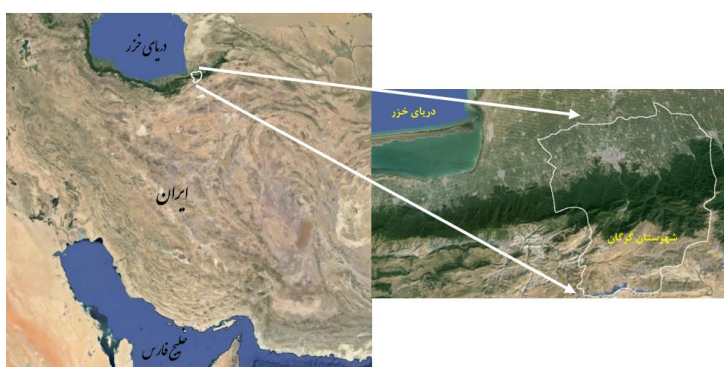 دریای خزر
ایران
خلیج فارس
دریای خزر
شهرستان گرگان